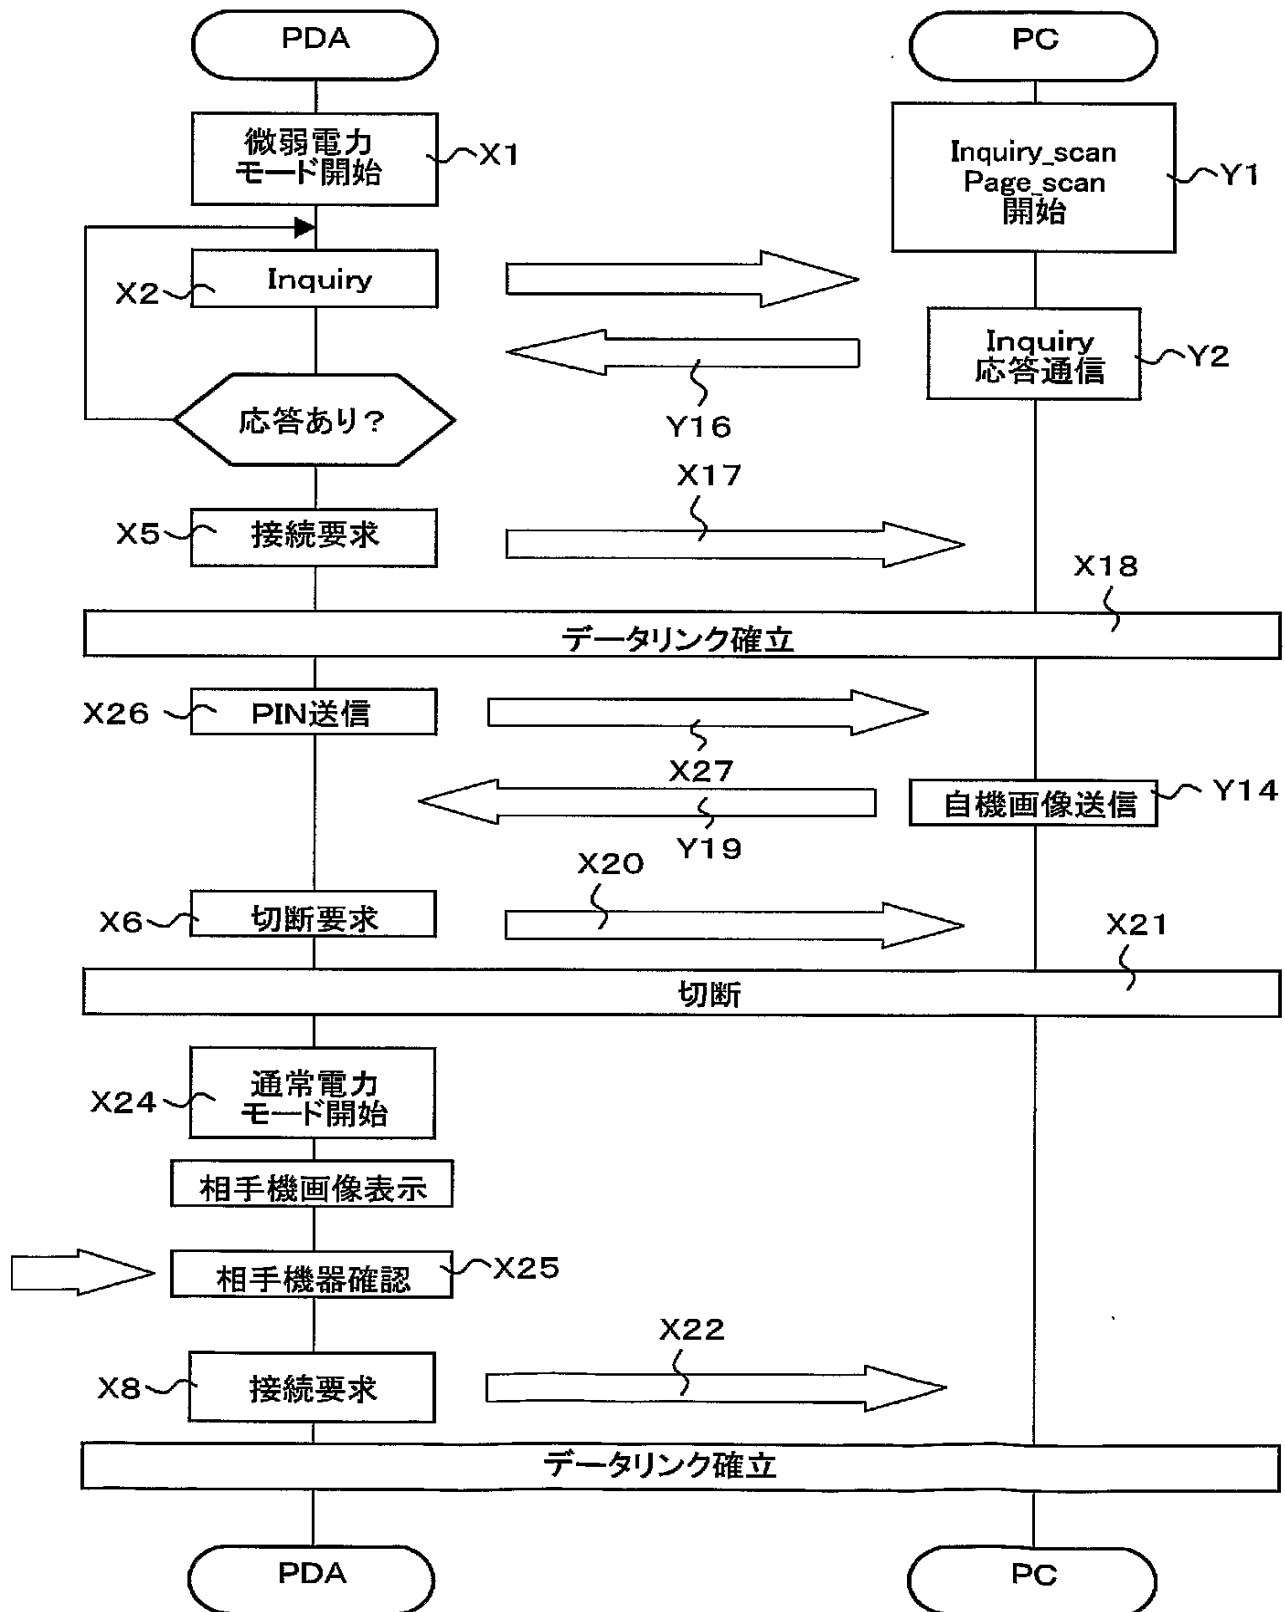 PDA
PC
微弱電力
モード開始
X1
Inquiry_scan
Page_scan
開始
Y1
X2
Inquiry
Inquiry
応答通信
Y2
Y16
応答あり？
X17
X5
接続要求
X18
データリンク確立
X26
PIN送信
X27
自機画像送信
Y14
Y19
X20
X6
切断要求
X21
切断
X24
通常電力
モード開始
相手機画像表示
相手機器確認
X25
X22
X8
接続要求
データリンク確立
PDA
PC